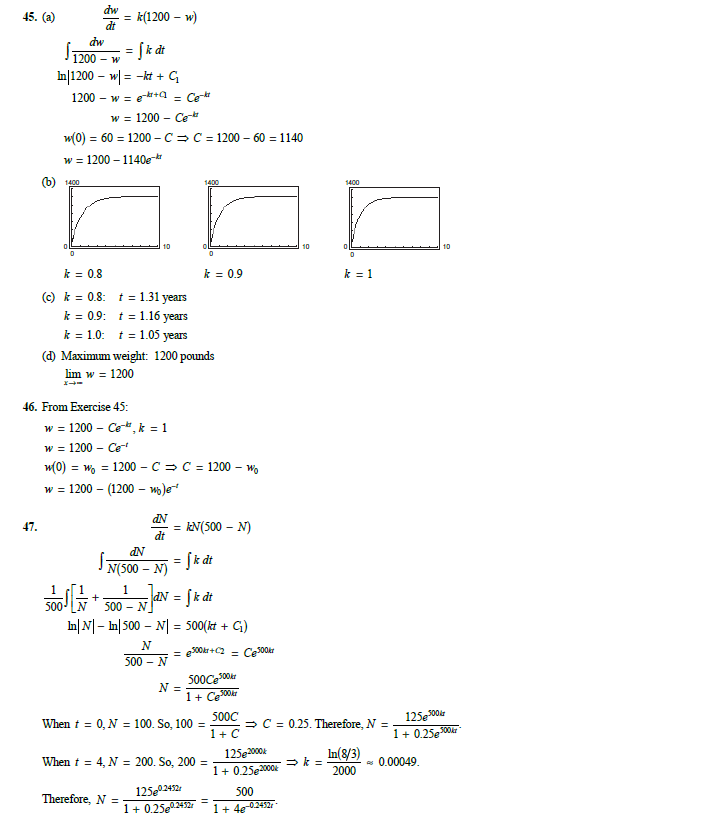 45. (a) dw/dt = k(1200 − w)
∫ dw/(1200 − w) = ∫ k dt
ln|1200 − w| = −kt + C₁
1200 − w = e^(−kt+C₁) = Ce^(−kt)
w = 1200 − Ce^(−kt)
w(0) = 60 = 1200 − C ⇒ C = 1200 − 60 = 1140
w = 1200 − 1140e^(−kt)
(b) 1400 1400 1400
0 10 0 10 0 10
0 0 0
k = 0.8 k = 0.9 k = 1
(c) k = 0.8: t = 1.31 years
k = 0.9: t = 1.16 years
k = 1.0: t = 1.05 years
(d) Maximum weight: 1200 pounds
lim w = 1200
x→∞
46. From Exercise 45:
w = 1200 − Ce^(−kt), k = 1
w = 1200 − Ce^(−t)
w(0) = w₀ = 1200 − C ⇒ C = 1200 − w₀
w = 1200 − (1200 − w₀)e^(−t)
47. dN/dt = kN(500 − N)
∫ dN/(N(500 − N)) = ∫ k dt
1/500 ∫[1/N + 1/(500 − N)]dN = ∫ k dt
ln|N| − ln|500 − N| = 500(kt + C₁)
N/(500 − N) = e^(500kt+C₂) = Ce^(500kt)
N = 500Ce^(500kt)/(1 + Ce^(500kt))
When t = 0, N = 100. So, 100 = 500C/(1 + C) ⇒ C = 0.25. Therefore, N = 125e^(500kt)/(1 + 0.25e^(500kt)).
When t = 4, N = 200. So, 200 = 125e^(2000k)/(1 + 0.25e^(2000k)) ⇒ k = ln(8/3)/2000 ≈ 0.00049.
Therefore, N = 125e^(0.2452t)/(1 + 0.25e^(0.2452t)) = 500/(1 + 4e^(−0.2452t)).